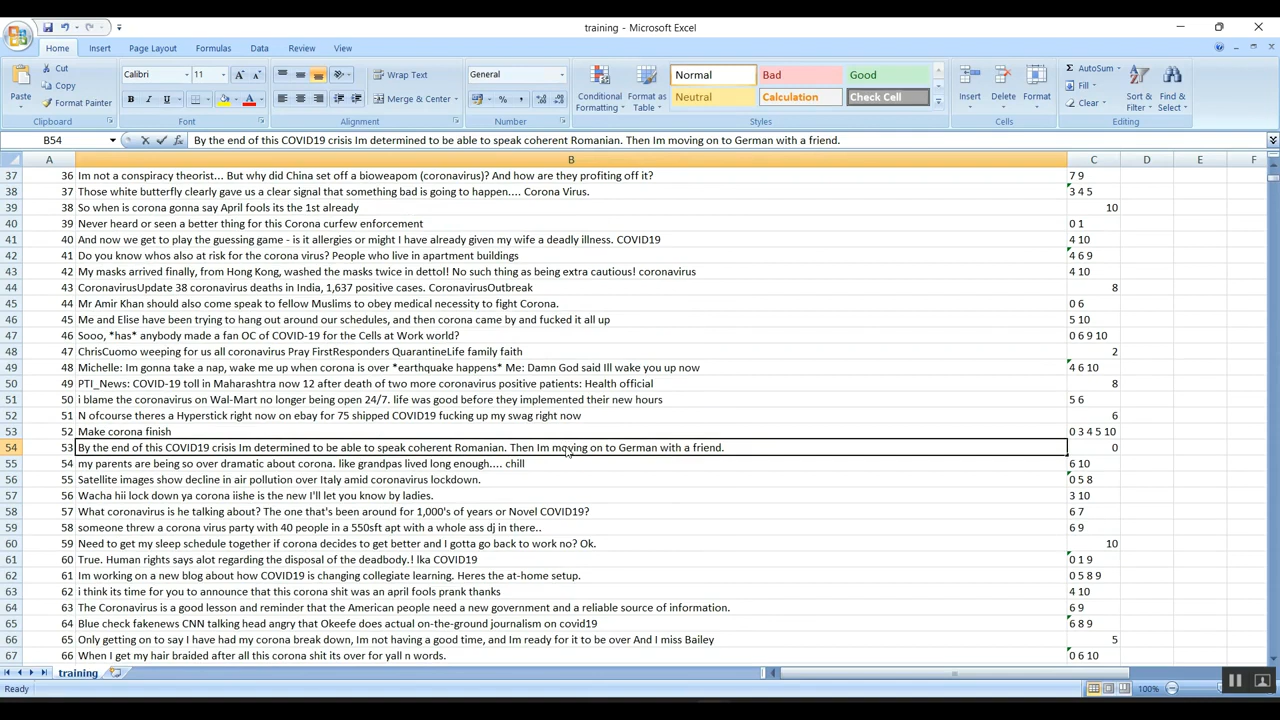 training - Microsoft Excel
Home Insert Page Layout Formulas Data Review View
Cut
Copy
Format Painter
Paste
Calibri 11
Wrap Text
Merge & Center
General
Conditional Formatting
Format as Table
Normal Bad Good
Neutral Calculation Check Cell
Insert Delete Format
AutoSum
Fill
Clear
Sort & Filter
Find & Select
Clipboard Font Alignment Number Styles Cells Editing
B54 By the end of this COVID19 crisis Im determined to be able to speak coherent Romanian. Then Im moving on to German with a friend.
A B C D E F
37 36 Im not a conspiracy theorist... But why did China set off a bioweapom (coronavirus)? And how are they profiting off it? 7 9
38 37 Those white butterfly clearly gave us a clear signal that something bad is going to happen.... Corona Virus. 3 4 5
39 38 So when is corona gonna say April fools its the 1st already 10
40 39 Never heard or seen a better thing for this Corona curfew enforcement 0 1
41 40 And now we get to play the guessing game - is it allergies or might I have already given my wife a deadly illness. COVID19 4 10
42 41 Do you know whos also at risk for the corona virus? People who live in apartment buildings 4 6 9
43 42 My masks arrived finally, from Hong Kong, washed the masks twice in dettol! No such thing as being extra cautious! coronavirus 4 10
44 43 CoronavirusUpdate 38 coronavirus deaths in India, 1,637 positive cases. CoronavirusOutbreak 8
45 44 Mr Amir Khan should also come speak to fellow Muslims to obey medical necessity to fight Corona. 0 6
46 45 Me and Elise have been trying to hang out around our schedules, and then corona came by and fucked it all up 5 10
47 46 Sooo, *has* anybody made a fan OC of COVID-19 for the Cells at Work world? 0 6 9 10
48 47 ChrisCuomo weeping for us all coronavirus Pray FirstResponders QuarantineLife family faith 2
49 48 Michelle: Im gonna take a nap, wake me up when corona is over *earthquake happens* Me: Damn God said Ill wake you up now 4 6 10
50 49 PTI_News: COVID-19 toll in Maharashtra now 12 after death of two more coronavirus positive patients: Health official 8
51 50 i blame the coronavirus on Wal-Mart no longer being open 24/7. life was good before they implemented their new hours 5 6
52 51 N ofcourse theres a Hyperstick right now on ebay for 75 shipped COVID19 fucking up my swag right now 6
53 52 Make corona finish 0 3 4 5 10
54 53 By the end of this COVID19 crisis Im determined to be able to speak coherent Romanian. Then Im moving on to German with a friend. 0
55 54 my parents are being so over dramatic about corona. like grandpas lived long enough.... chill 6 10
56 55 Satellite images show decline in air pollution over Italy amid coronavirus lockdown. 0 5 8
57 56 Wacha hii lock down ya corona iishe is the new I'll let you know by ladies. 3 10
58 57 What coronavirus is he talking about? The one that's been around for 1,000's of years or Novel COVID19? 6 7
59 58 someone threw a corona virus party with 40 people in a 550sft apt with a whole ass dj in there.. 6 9
60 59 Need to get my sleep schedule together if corona decides to get better and I gotta go back to work no? Ok. 10
61 60 True. Human rights says alot regarding the disposal of the deadbody.! lka COVID19 0 1 9
62 61 Im working on a new blog about how COVID19 is changing collegiate learning. Heres the at-home setup. 0 5 8 9
63 62 i think its time for you to announce that this corona shit was an april fools prank thanks 4 10
64 63 The Coronavirus is a good lesson and reminder that the American people need a new government and a reliable source of information. 6 9
65 64 Blue check fakenews CNN talking head angry that Okeefe does actual on-the-ground journalism on covid19 6 8 9
66 65 Only getting on to say I have had my corona break down, Im not having a good time, and Im ready for it to be over And I miss Bailey 5
67 66 When I get my hair braided after all this corona shit its over for yall n words. 0 6 10
training
Ready 100%